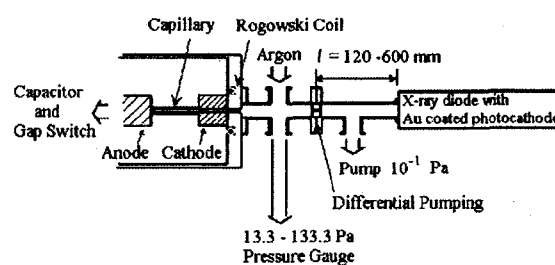 Rogowski Coil
Capillary
Argon
l = 120 -600 mm
Capacitor
and
Gap Switch
X-ray diode with
Au coated photocathode
Anode
Cathode
Pump 10⁻¹ Pa
Differential Pumping
13.3 - 133.3 Pa
Pressure Gauge